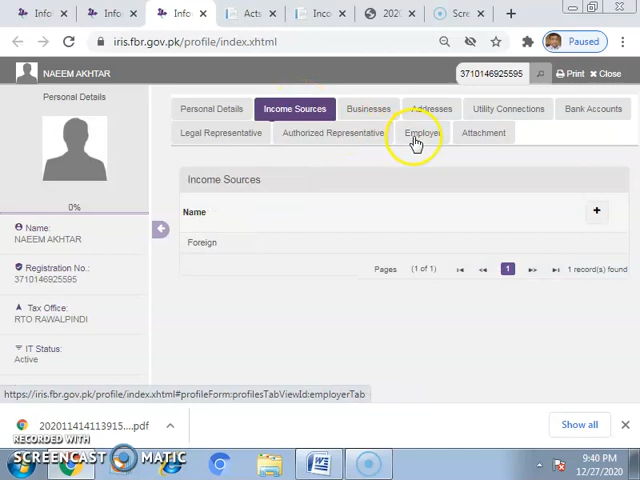 Info
Info
Info
Acts
Inco
202
Scre
iris.fbr.gov.pk/profile/index.xhtml
Paused
NAEEM AKHTAR
3710146925595
Print
Close
Personal Details
0%
Name:
NAEEM AKHTAR
Registration No.:
3710146925595
Tax Office:
RTO RAWALPINDI
IT Status:
Active
Personal Details
Income Sources
Businesses
Addresses
Utility Connections
Bank Accounts
Legal Representative
Authorized Representative
Employer
Attachment
Income Sources
Name
Foreign
Pages
(1 of 1)
1
1 record(s) found
https://iris.fbr.gov.pk/profile/index.xhtml#profileForm:profilesTabViewId:employerTab
202011414113915....pdf
Show all
RECORDED WITH
SCREENCAST MATIC
9:40 PM
12/27/2020